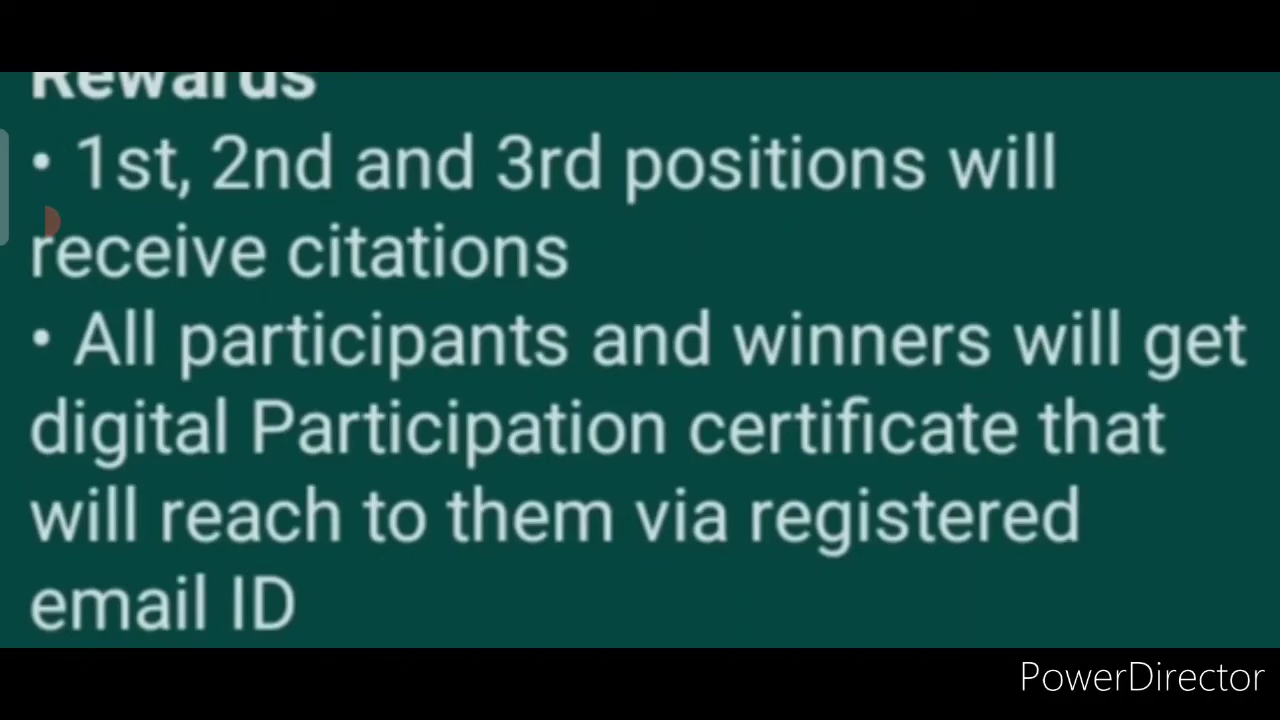 Rewards
• 1st, 2nd and 3rd positions will
receive citations
• All participants and winners will get
digital Participation certificate that
will reach to them via registered
email ID
PowerDirector